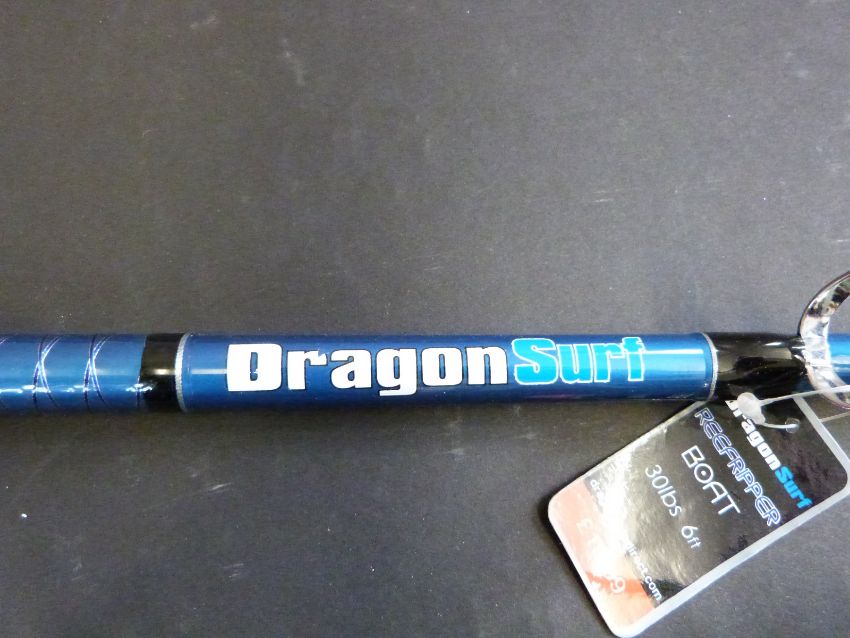 DragonSurf
DragonSurf
REEFRIPPER
BOAT
30lbs 6ft